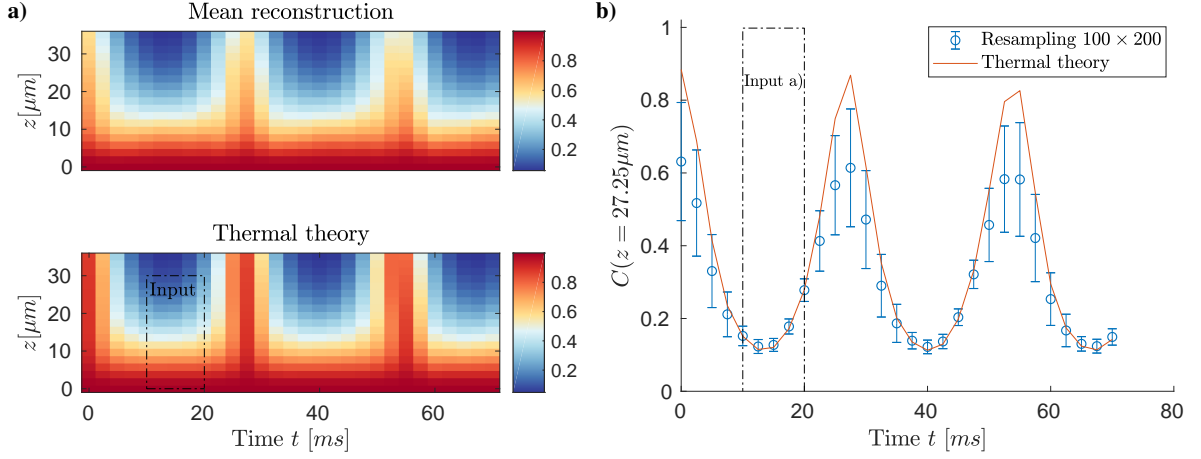 a)
Mean reconstruction
z[μm]
30
20
10
0
0.8
0.6
0.4
0.2
Thermal theory
z[μm]
30
20
10
0
Input
0.8
0.6
0.4
0.2
0 20 40 60
Time t [ms]
b)
C(z = 27.25μm)
1
0.8
0.6
0.4
0.2
0
Input a)
Resampling 100 × 200
Thermal theory
0 20 40 60 80
Time t [ms]